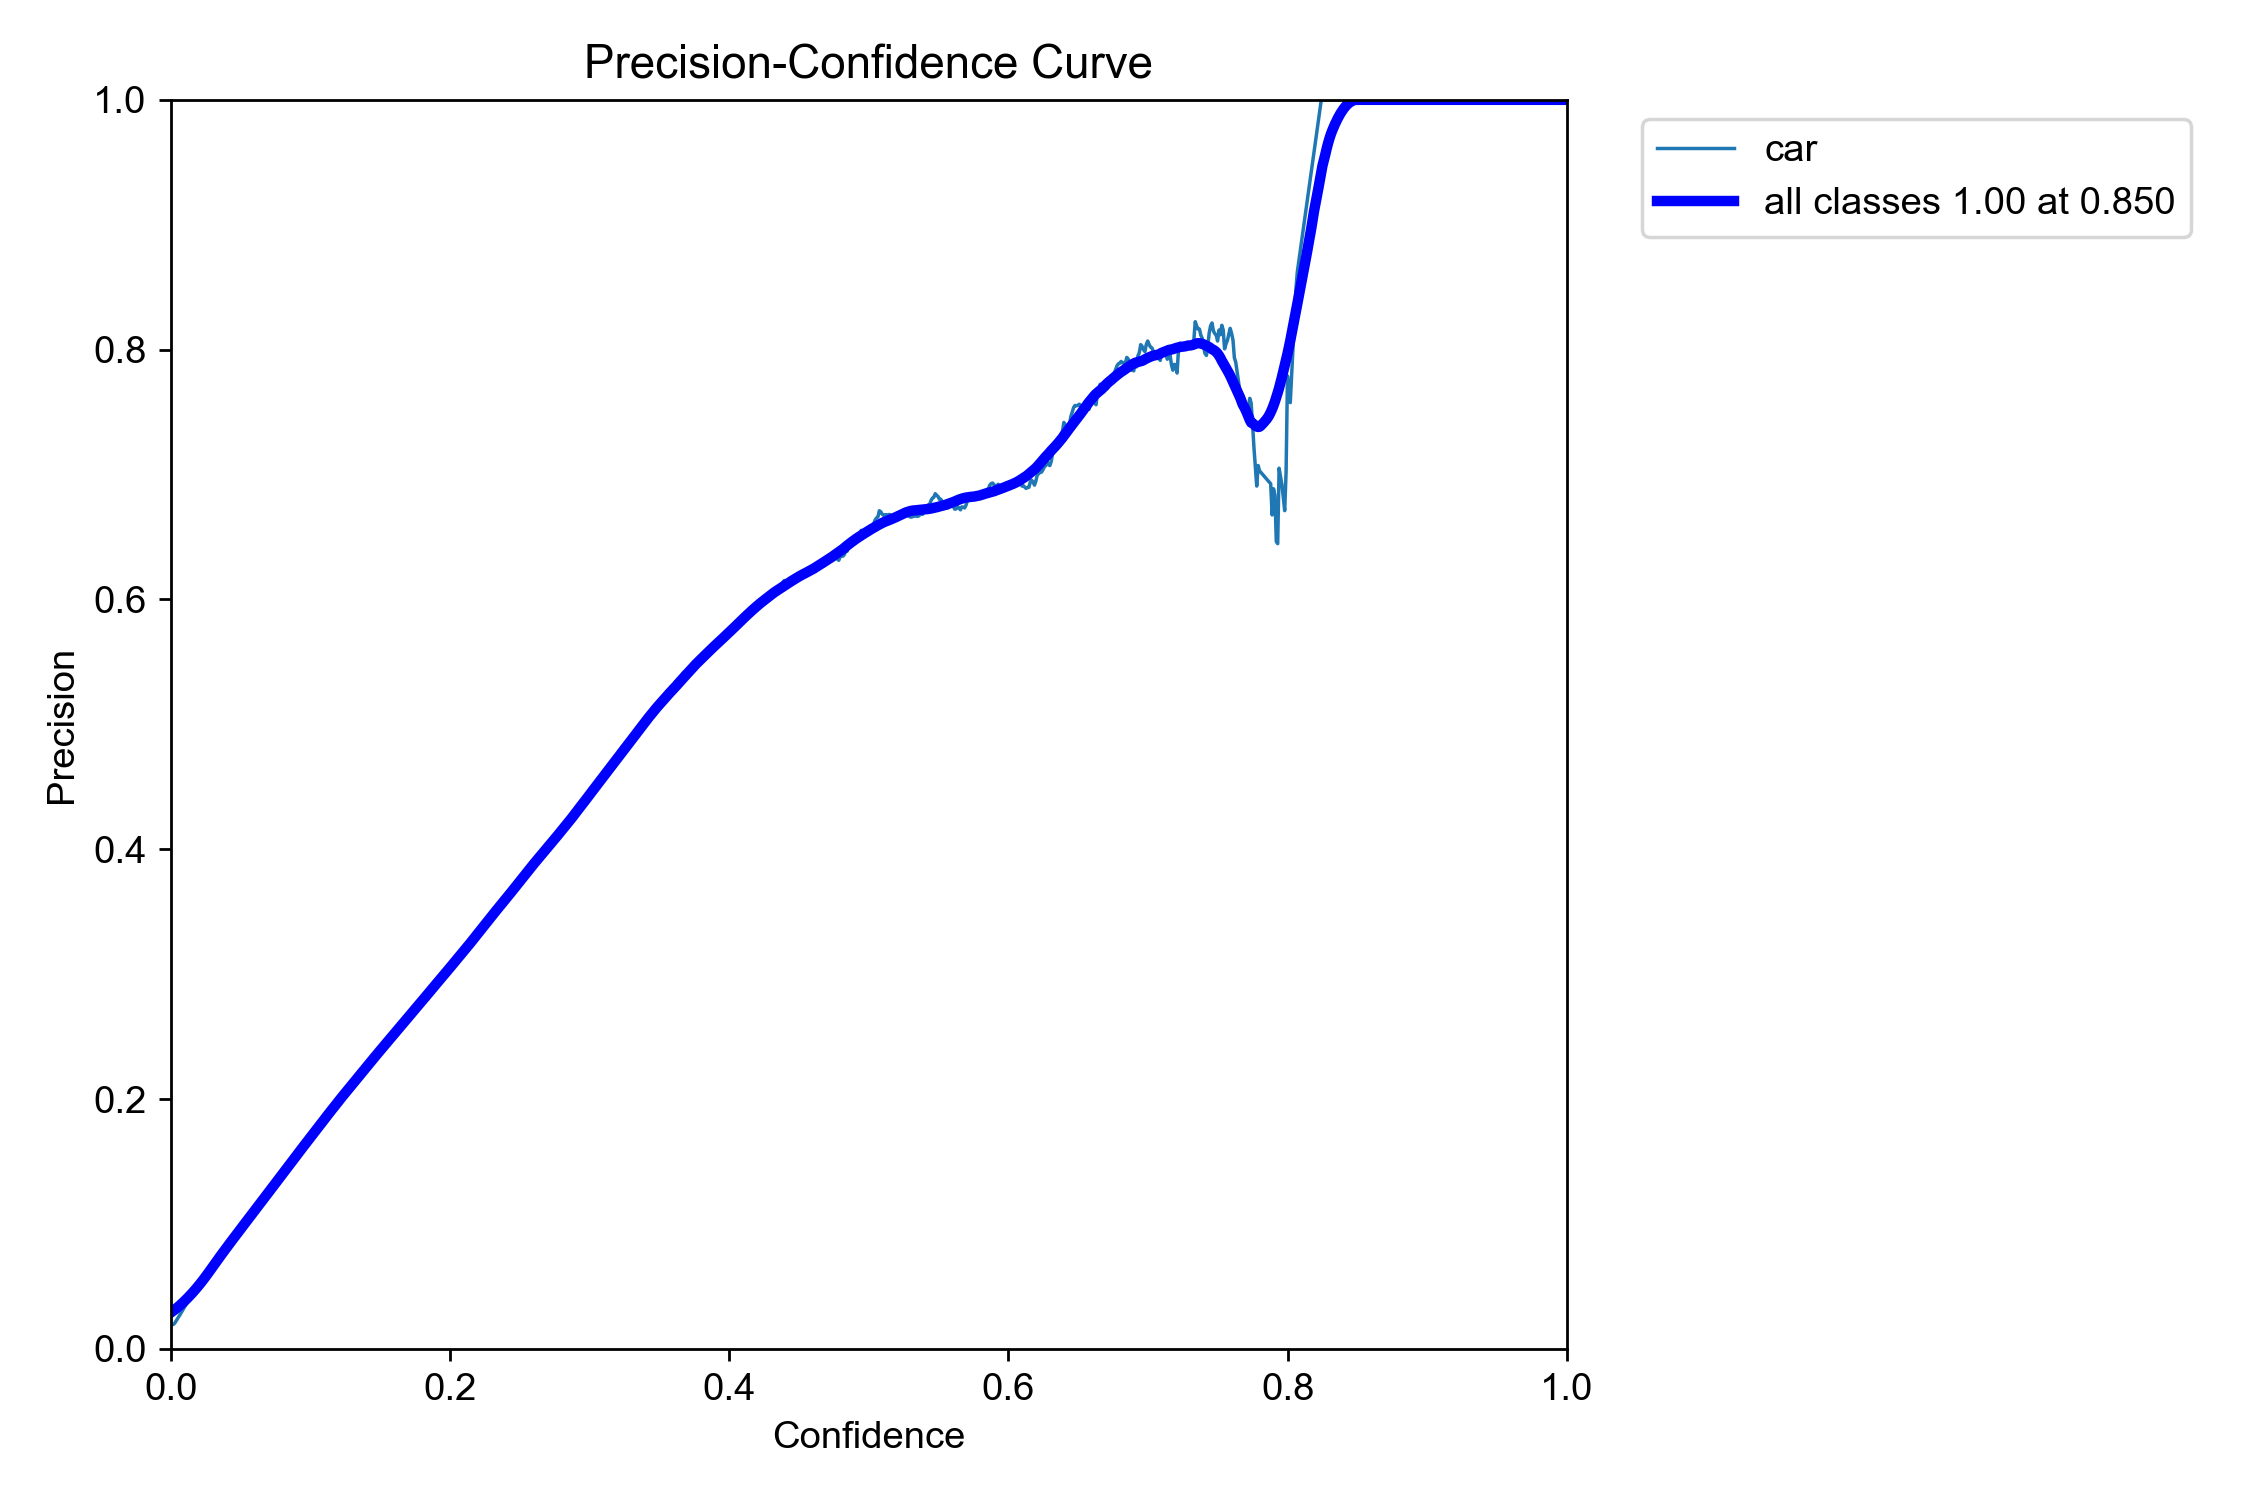 Precision-Confidence Curve
1.0
0.8
0.6
0.4
0.2
0.0
Precision
0.0 0.2 0.4 0.6 0.8 1.0
Confidence
car
all classes 1.00 at 0.850